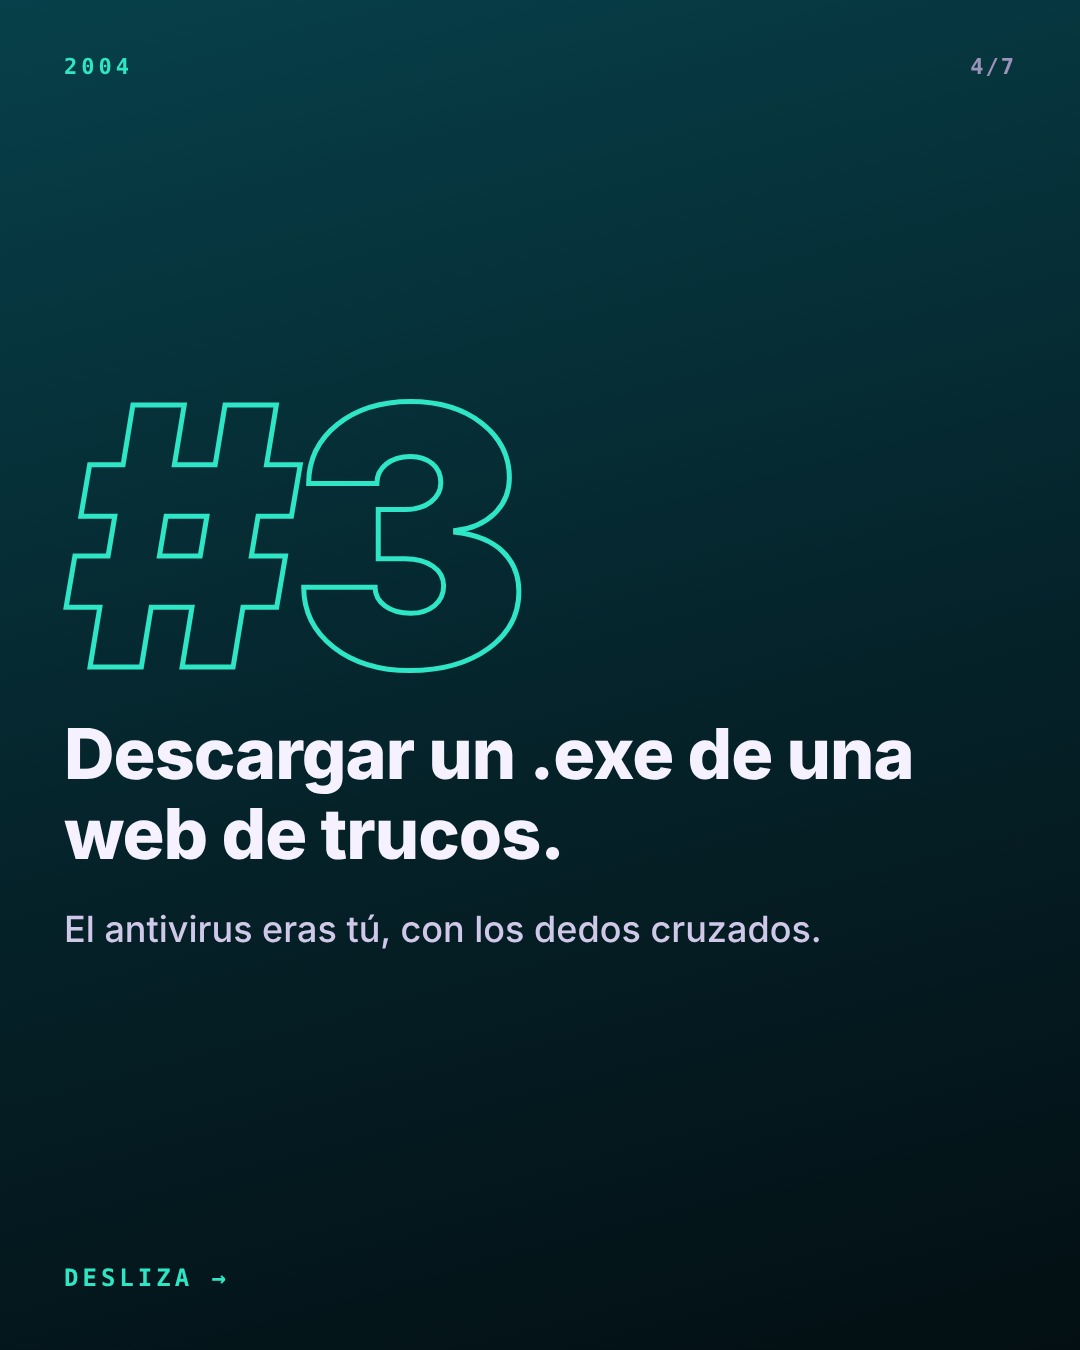 2004
4/7
#3
Descargar un .exe de una
web de trucos.
El antivirus eras tú, con los dedos cruzados.
DESLIZA →